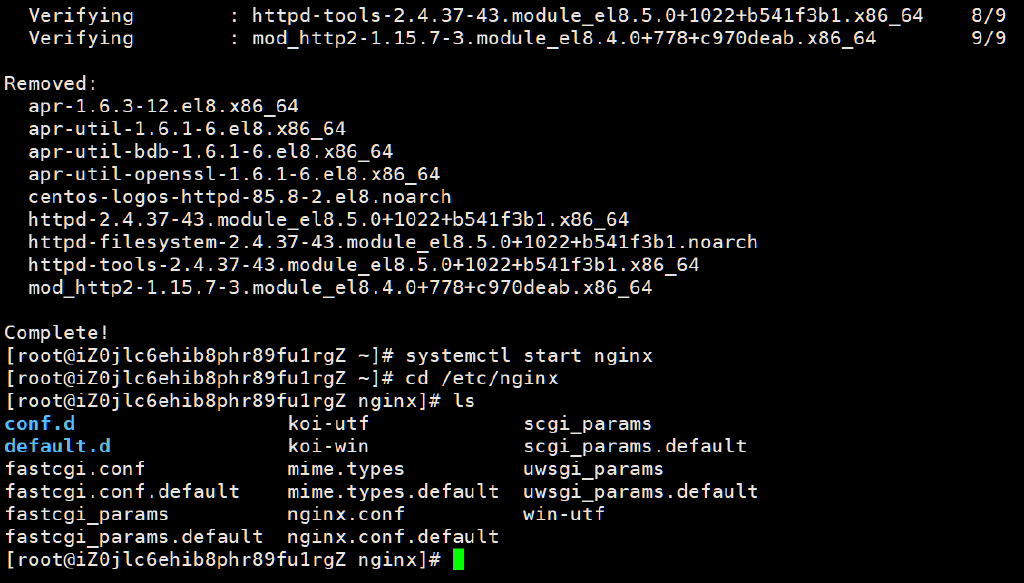 Verifying        : httpd-tools-2.4.37-43.module_el8.5.0+1022+b541f3b1.x86_64    8/9
Verifying        : mod_http2-1.15.7-3.module_el8.4.0+778+c970deab.x86_64        9/9
Removed:
apr-1.6.3-12.el8.x86_64
apr-util-1.6.1-6.el8.x86_64
apr-util-bdb-1.6.1-6.el8.x86_64
apr-util-openssl-1.6.1-6.el8.x86_64
centos-logos-httpd-85.8-2.el8.noarch
httpd-2.4.37-43.module_el8.5.0+1022+b541f3b1.x86_64
httpd-filesystem-2.4.37-43.module_el8.5.0+1022+b541f3b1.noarch
httpd-tools-2.4.37-43.module_el8.5.0+1022+b541f3b1.x86_64
mod_http2-1.15.7-3.module_el8.4.0+778+c970deab.x86_64
Complete!
[root@iZ0jlc6ehib8phr89fu1rgZ ~]# systemctl start nginx
[root@iZ0jlc6ehib8phr89fu1rgZ ~]# cd /etc/nginx
[root@iZ0jlc6ehib8phr89fu1rgZ nginx]# ls
conf.d                  koi-utf             scgi_params
default.d               koi-win             scgi_params.default
fastcgi.conf            mime.types          uwsgi_params
fastcgi.conf.default    mime.types.default  uwsgi_params.default
fastcgi_params          nginx.conf          win-utf
fastcgi_params.default  nginx.conf.default
[root@iZ0jlc6ehib8phr89fu1rgZ nginx]#